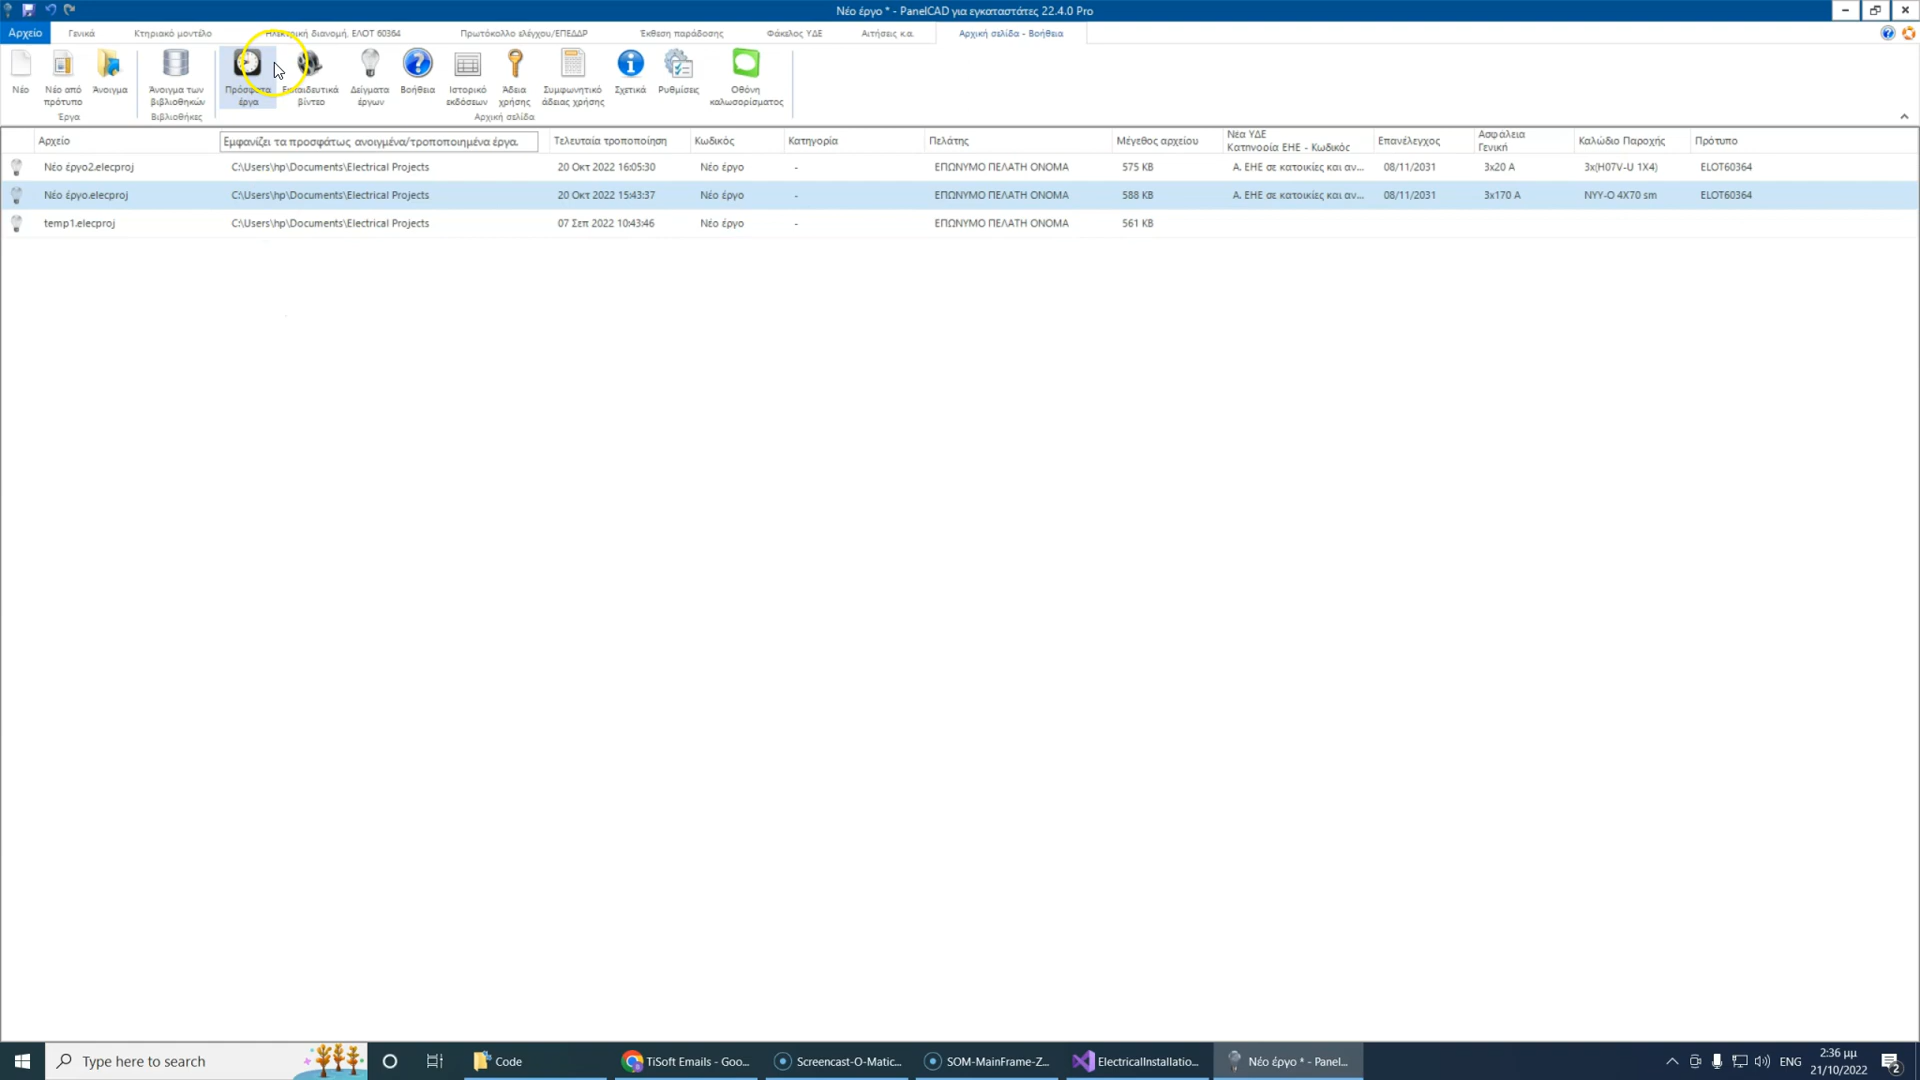 Νέο έργο * - PanelCAD για εγκαταστάτες 22.4.0 Pro
Αρχείο Γενικά Κτηριακό μοντέλο Ηλεκτρική διανομή, ΕΛΟΤ 60364 Πρωτόκολλο ελέγχου/ΕΠΕΔΔΡ Έκθεση παράδοσης Φάκελος ΥΔΕ Αιτήσεις κ.α. Αρχική σελίδα - Βοήθεια
Νέο Νέο από πρότυπο Άνοιγμα Άνοιγμα των βιβλιοθηκών Πρόσφατα έργα Εκπαιδευτικά βίντεο Δείγματα έργων Βοήθεια Ιστορικό εκδόσεων Άδεια χρήσης Συμφωνητικό άδειας χρήσης Σχετικά Ρυθμίσεις Οθόνη καλωσορίσματος
Έργα Βιβλιοθήκες Αρχική σελίδα
Αρχείο Εμφανίζει τα προσφάτως ανοιγμένα/τροποποιημένα έργα. Τελευταία τροποποίηση Κωδικός Κατηγορία Πελάτης Μέγεθος αρχείου Νεα ΥΔΕ Κατηγορία ΕΗΕ - Κωδικός Επανέλεγχος Ασφάλεια Γενική Καλώδιο Παροχής Πρότυπο
Νέο έργο2.elecproj C:\Users\hp\Documents\Electrical Projects 20 Οκτ 2022 16:05:30 Νέο έργο - ΕΠΩΝΥΜΟ ΠΕΛΑΤΗ ΟΝΟΜΑ 575 KB Α. ΕΗΕ σε κατοικίες και αν... 08/11/2031 3x20 A 3x(H07V-U 1X4) ELOT60364
Νέο έργο.elecproj C:\Users\hp\Documents\Electrical Projects 20 Οκτ 2022 15:43:37 Νέο έργο - ΕΠΩΝΥΜΟ ΠΕΛΑΤΗ ΟΝΟΜΑ 588 KB Α. ΕΗΕ σε κατοικίες και αν... 08/11/2031 3x170 A NYY-O 4X70 sm ELOT60364
temp1.elecproj C:\Users\hp\Documents\Electrical Projects 07 Σεπ 2022 10:43:46 Νέο έργο - ΕΠΩΝΥΜΟ ΠΕΛΑΤΗ ΟΝΟΜΑ 561 KB
Type here to search Code TiSoft Emails - Goo... Screencast-O-Matic... SOM-MainFrame-Z... ElectricalInstallatio... Νέο έργο * - Panel... ENG 2:36 μμ
21/10/2022 2